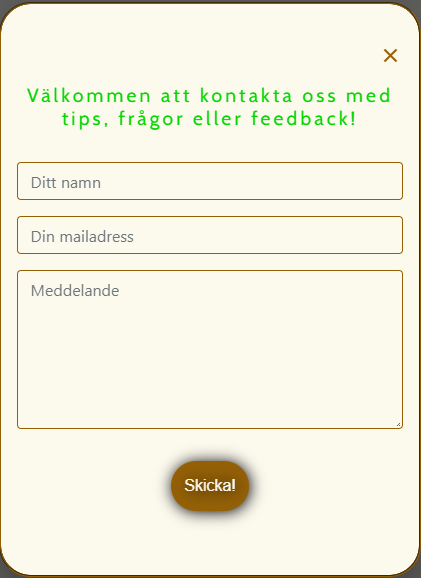 ×
Välkommen att kontakta oss med
tips, frågor eller feedback!
Ditt namn
Din mailadress
Meddelande
Skicka!